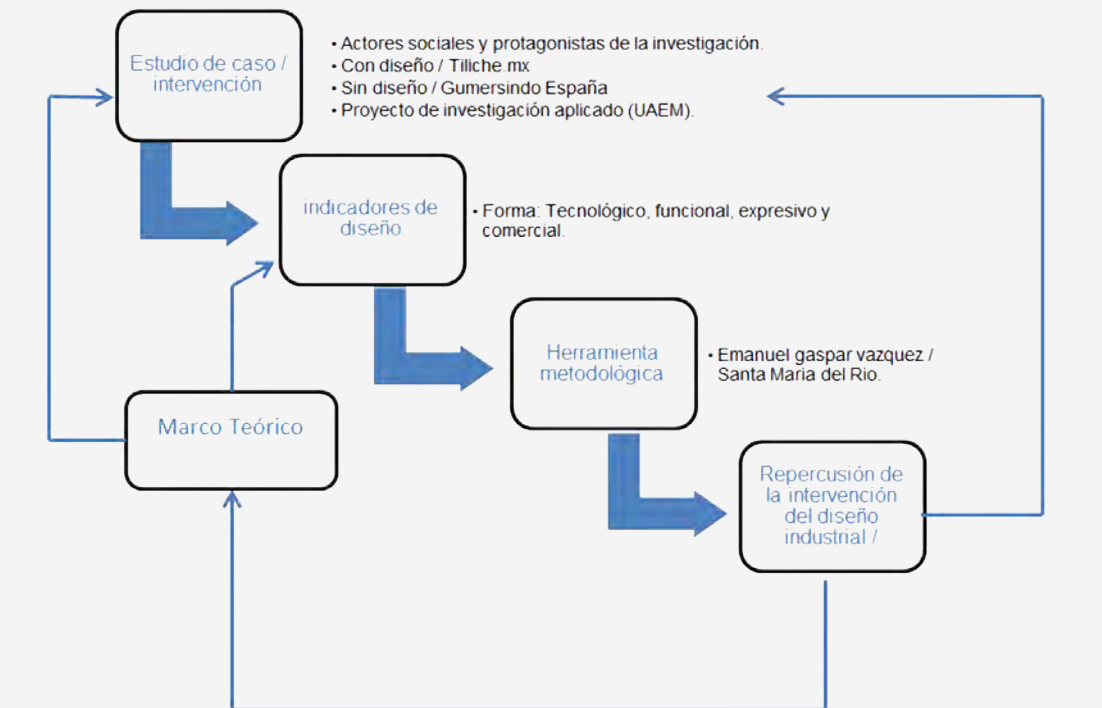 Estudio de caso /
intervención
• Actores sociales y protagonistas de la investigación.
• Con diseño / Tiliche.mx
• Sin diseño / Gumersindo España
• Proyecto de investigación aplicado (UAEM).
indicadores de
diseño
• Forma: Tecnológico, funcional, expresivo y
comercial.
Herramienta
metodológica
• Emanuel gaspar vazquez /
Santa Maria del Rio.
Marco Teórico
Repercusión de
la intervención
del diseño
industrial /